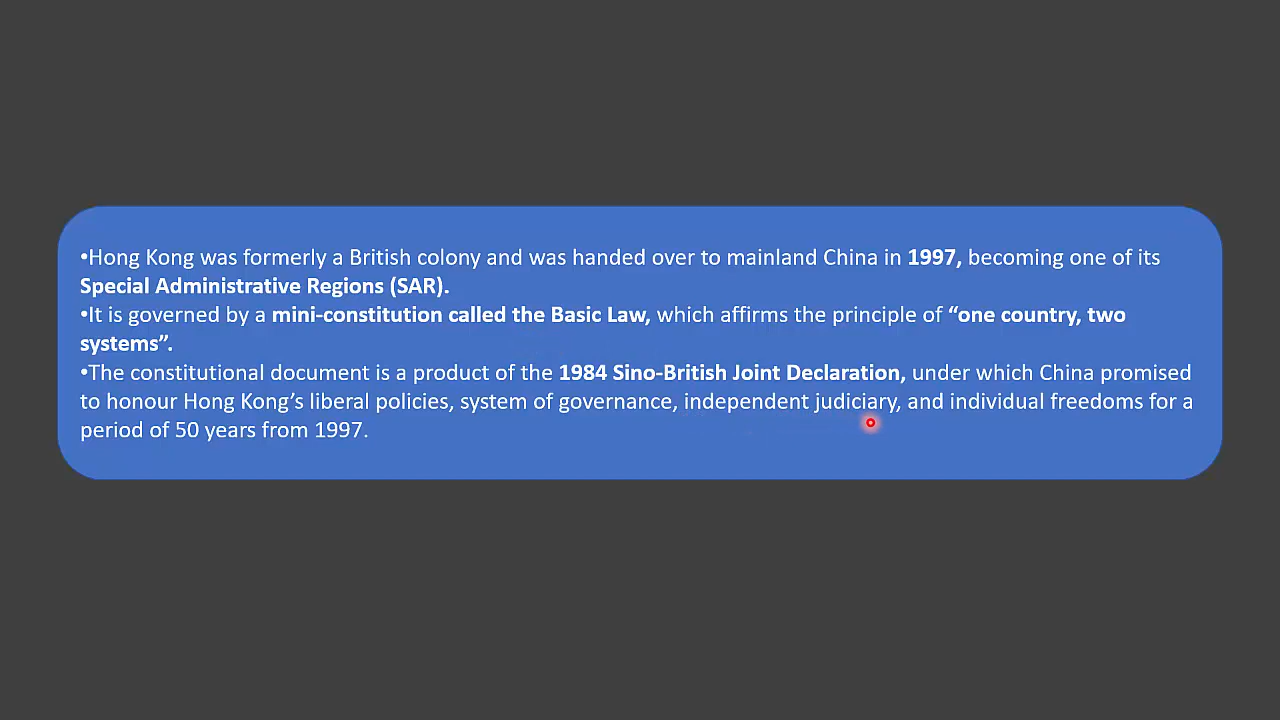 •Hong Kong was formerly a British colony and was handed over to mainland China in 1997, becoming one of its
Special Administrative Regions (SAR).
•It is governed by a mini-constitution called the Basic Law, which affirms the principle of “one country, two
systems”.
•The constitutional document is a product of the 1984 Sino-British Joint Declaration, under which China promised
to honour Hong Kong’s liberal policies, system of governance, independent judiciary, and individual freedoms for a
period of 50 years from 1997.